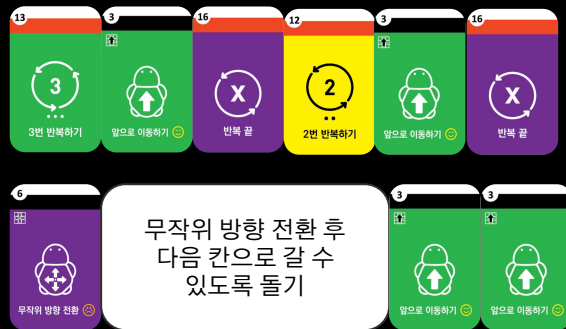 13 3 16 12 3 16
3 X 2 X
3번 반복하기 앞으로 이동하기 반복 끝 2번 반복하기 앞으로 이동하기 반복 끝
6 3 3
무작위 방향 전환 후
다음 칸으로 갈 수
있도록 돌기
무작위 방향 전환 앞으로 이동하기 앞으로 이동하기